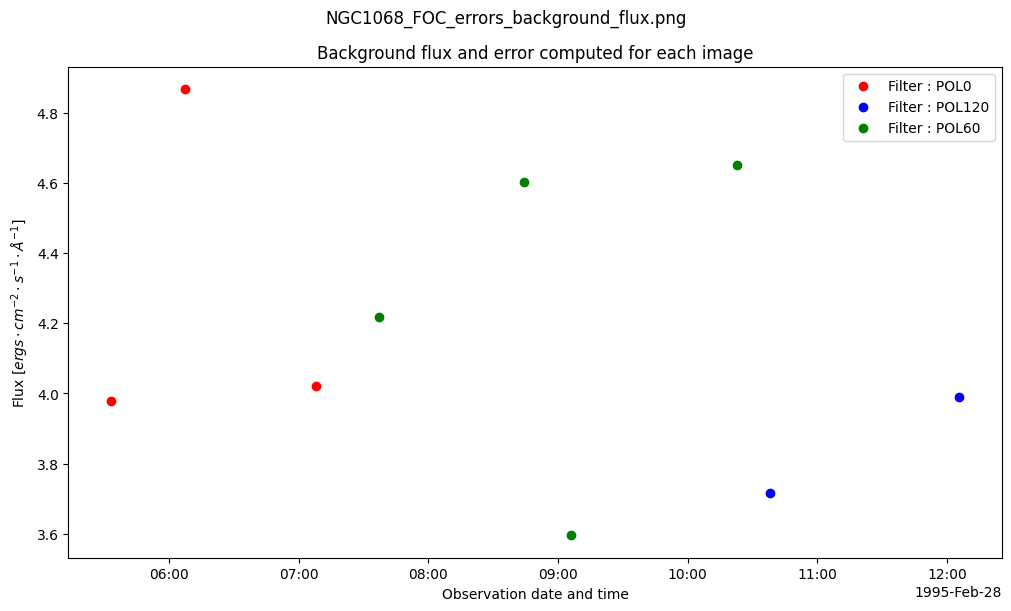 NGC1068_FOC_errors_background_flux.png
Background flux and error computed for each image
Filter : POL0
Filter : POL120
Filter : POL60
Flux [ergs · cm⁻² · s⁻¹ · Å⁻¹]
4.8
4.6
4.4
4.2
4.0
3.8
3.6
06:00 07:00 08:00 09:00 10:00 11:00 12:00
1995-Feb-28
Observation date and time